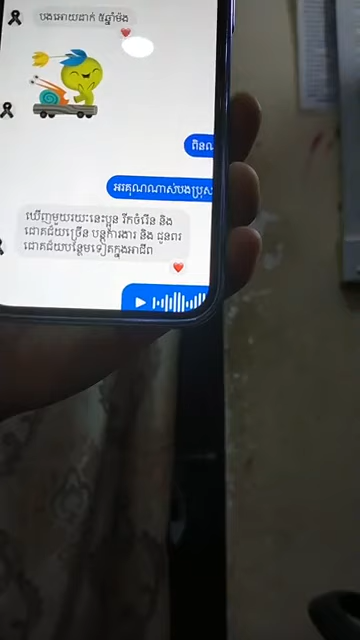 បងអោយដាក់ ៥ឆ្នាំម៉ង
អរគុណណាស់បងប្រុស
ឃើញមួយរយៈនេះប្អូន រីកចំរើន និង
ជោគជ័យច្រើន បន្តការងារ និង ជូនពរ
ជោគជ័យបន្ថែមទៀតក្នុងអាជីព